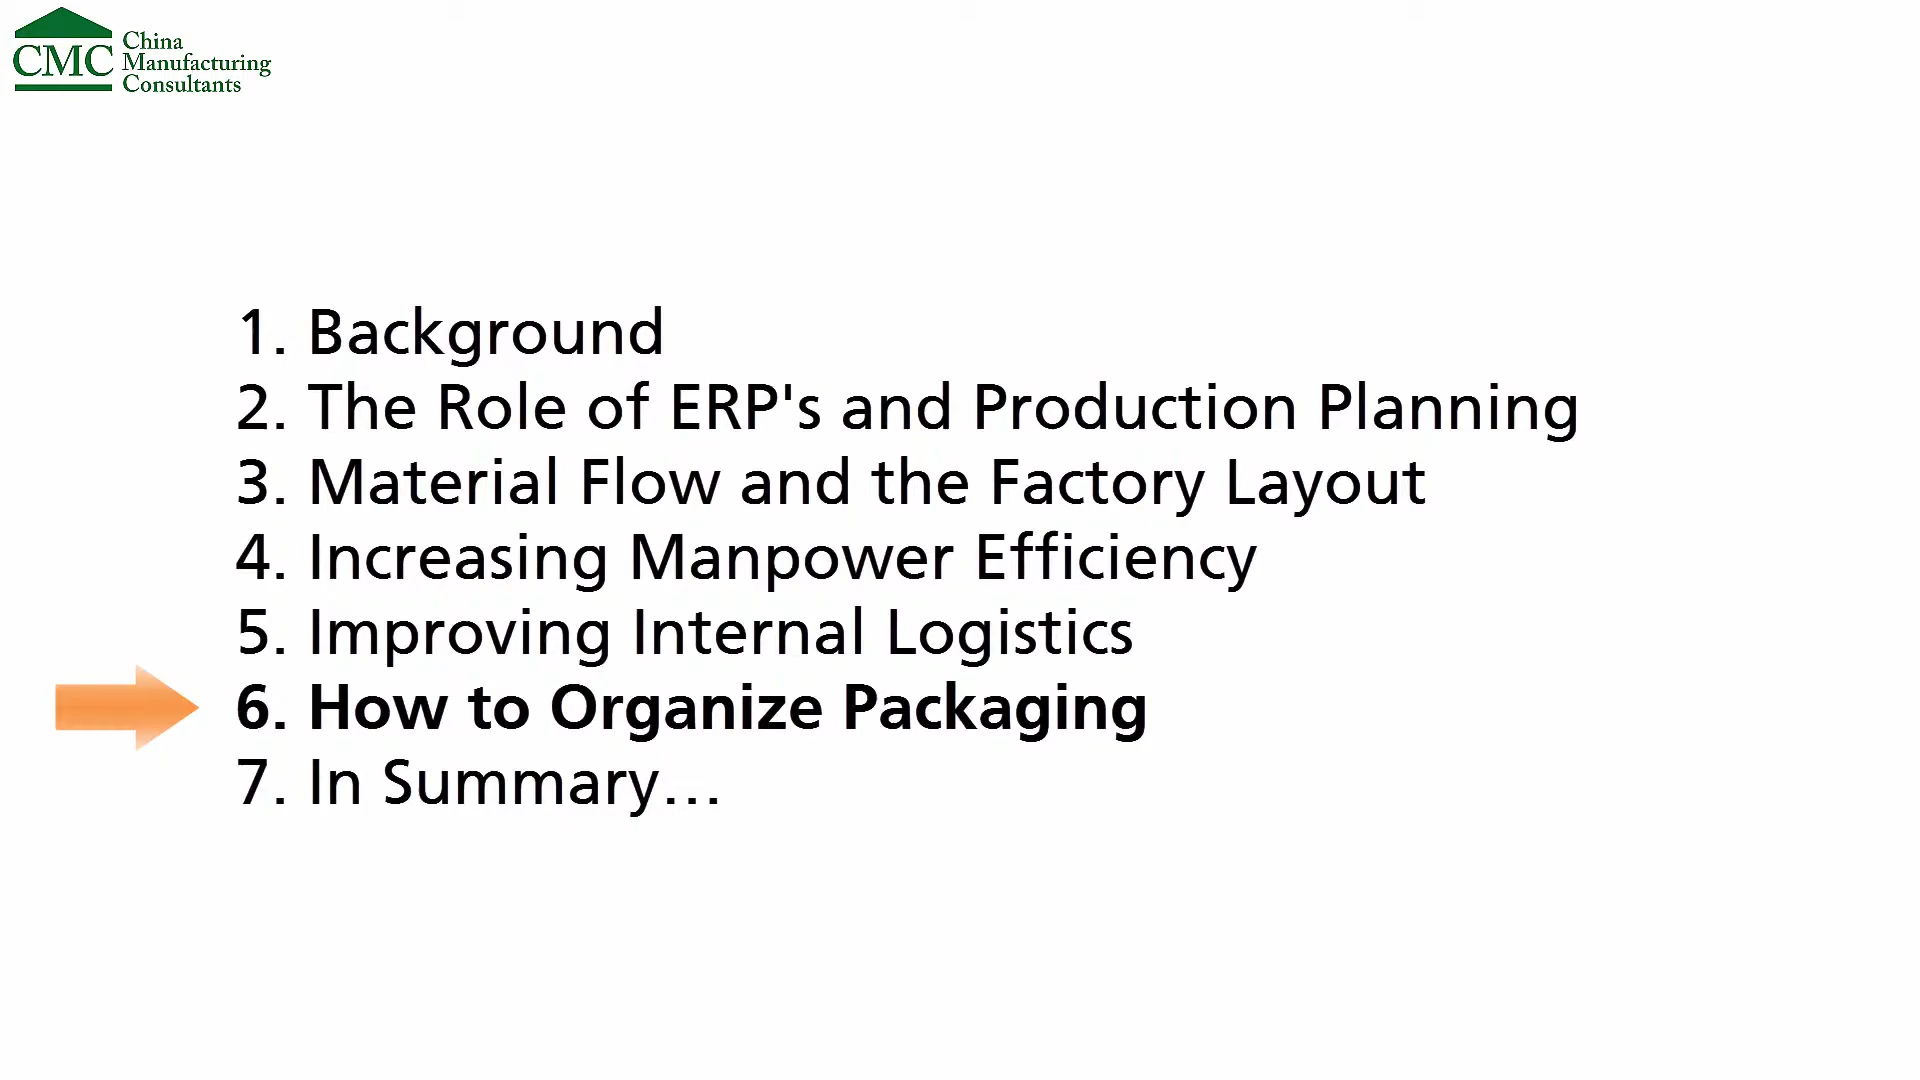 CMC
China
Manufacturing
Consultants
1. Background
2. The Role of ERP's and Production Planning
3. Material Flow and the Factory Layout
4. Increasing Manpower Efficiency
5. Improving Internal Logistics
6. How to Organize Packaging
7. In Summary…